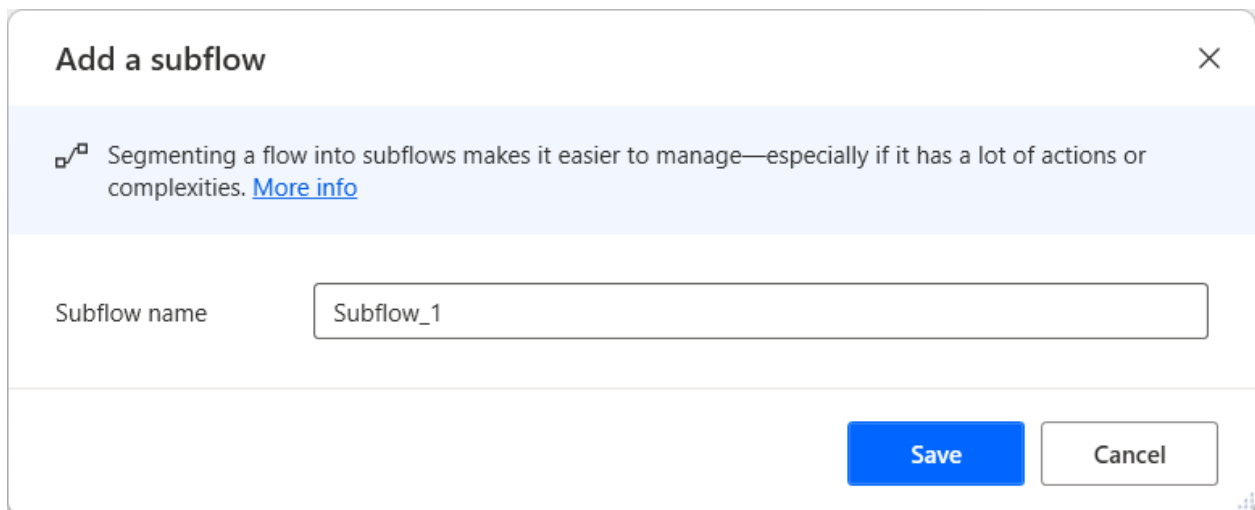 Add a subflow
Segmenting a flow into subflows makes it easier to manage—especially if it has a lot of actions or
complexities. More info
Subflow name
Subflow_1
Save
Cancel